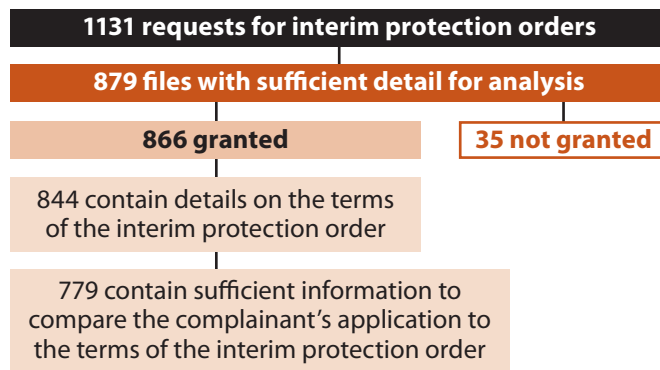 1131 requests for interim protection orders
879 files with sufficient detail for analysis
866 granted
35 not granted
844 contain details on the terms
of the interim protection order
779 contain sufficient information to
compare the complainant’s application to
the terms of the interim protection order